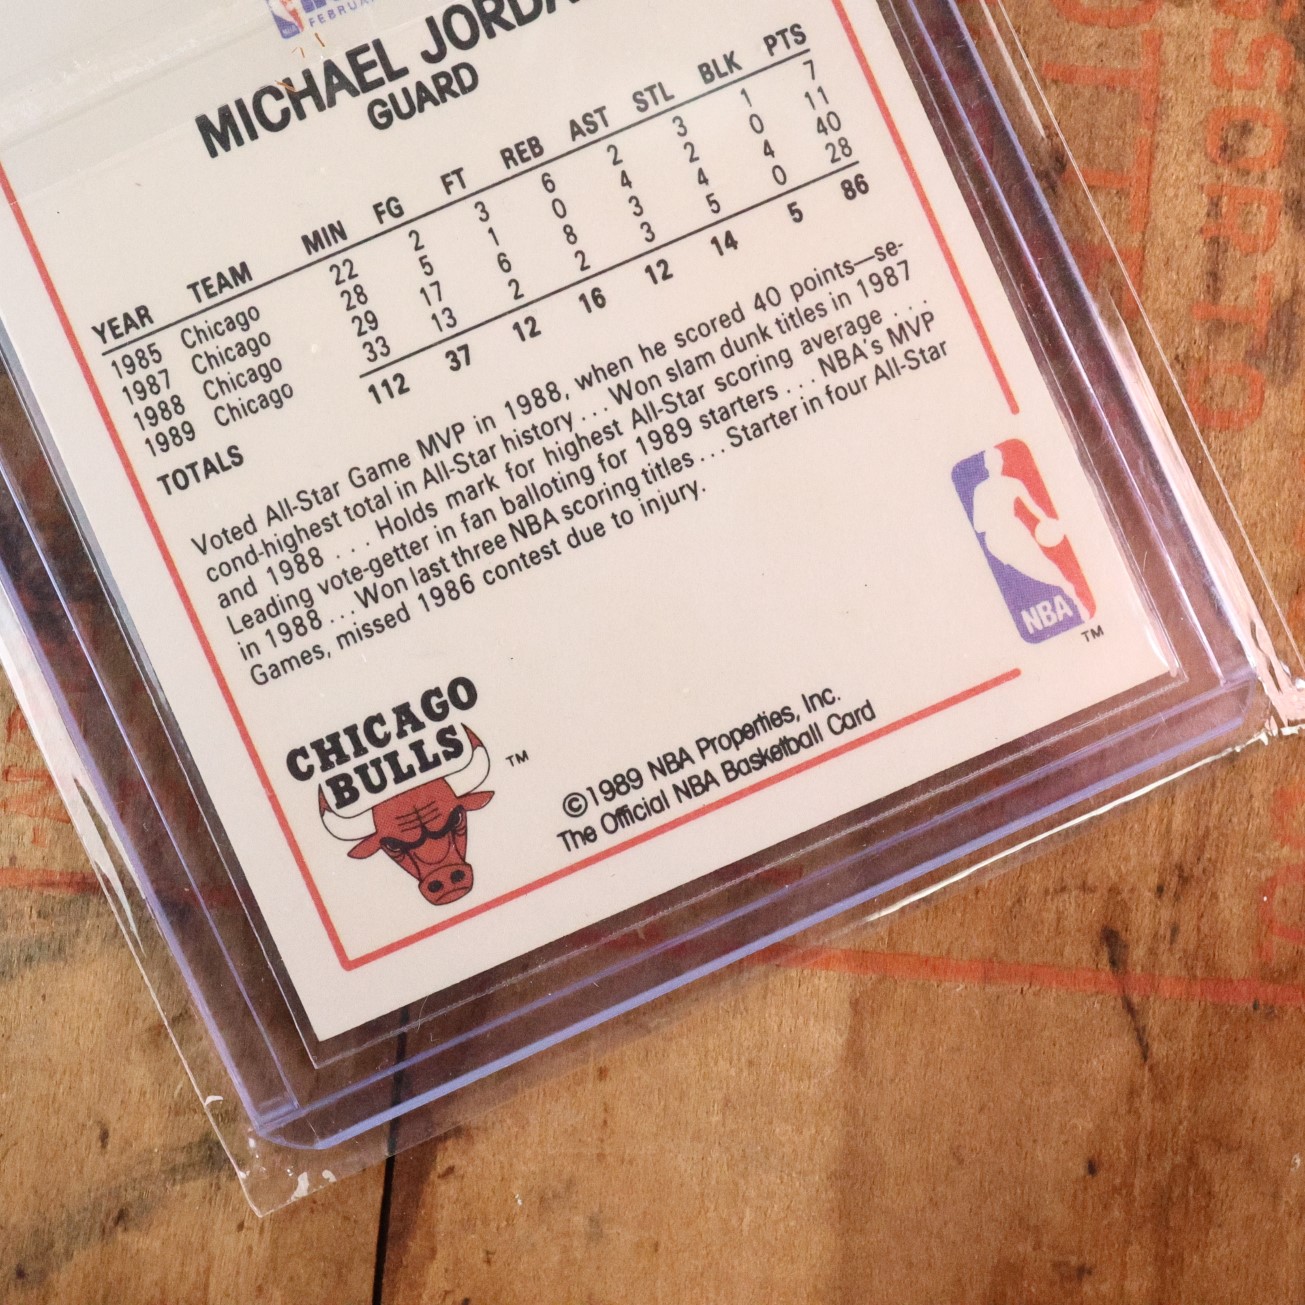 FEBRUA
MICHAEL JORDA
GUARD
YEAR TEAM MIN FG FT REB AST STL BLK PTS
1985 Chicago 22 2 3 6 2 3 1 7
1987 Chicago 28 5 1 0 4 2 0 11
1988 Chicago 29 17 6 8 3 4 4 40
1989 Chicago 33 13 2 2 3 5 0 28
TOTALS 112 37 12 16 12 14 5 86
Voted All-Star Game MVP in 1988, when he scored 40 points—se-
cond-highest total in All-Star history . . . Won slam dunk titles in 1987
and 1988 . . . Holds mark for highest All-Star scoring average . . .
Leading vote-getter in fan balloting for 1989 starters . . . NBA's MVP
in 1988 . . . Won last three NBA scoring titles . . . Starter in four All-Star
Games, missed 1986 contest due to injury.
NBA
TM
CHICAGO
BULLS
TM
©1989 NBA Properties, Inc.
The Official NBA Basketball Card